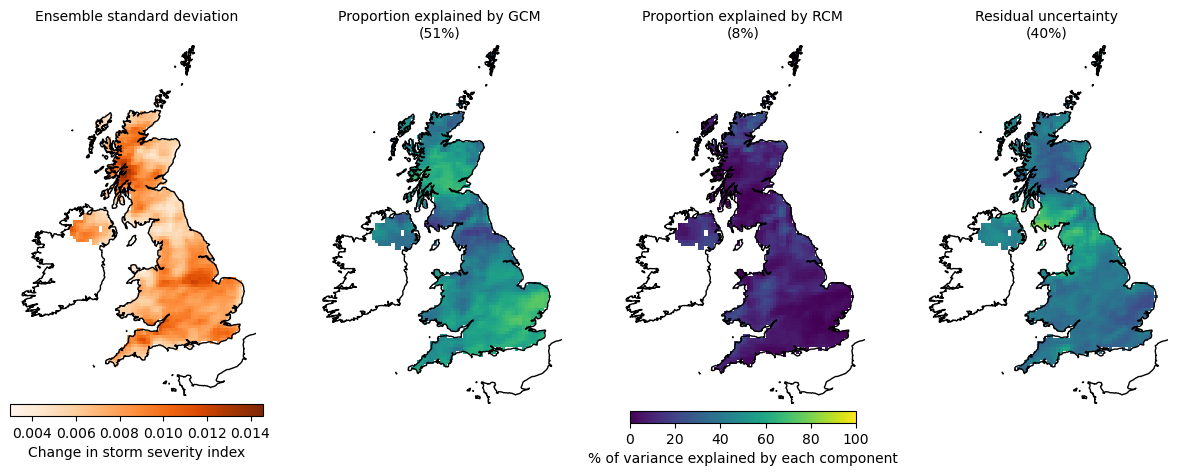 Ensemble standard deviation
Proportion explained by GCM
(51%)
Proportion explained by RCM
(8%)
Residual uncertainty
(40%)
0.004 0.006 0.008 0.010 0.012 0.014
Change in storm severity index
0 20 40 60 80 100
% of variance explained by each component